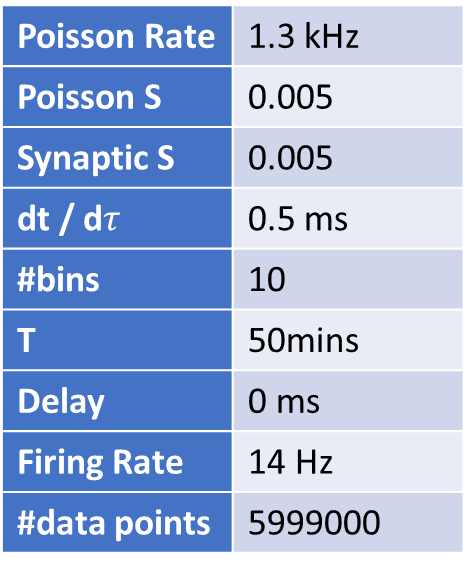 Poisson Rate 1.3 kHz
Poisson S 0.005
Synaptic S 0.005
dt / d𝜏 0.5 ms
#bins 10
T 50mins
Delay 0 ms
Firing Rate 14 Hz
#data points 5999000